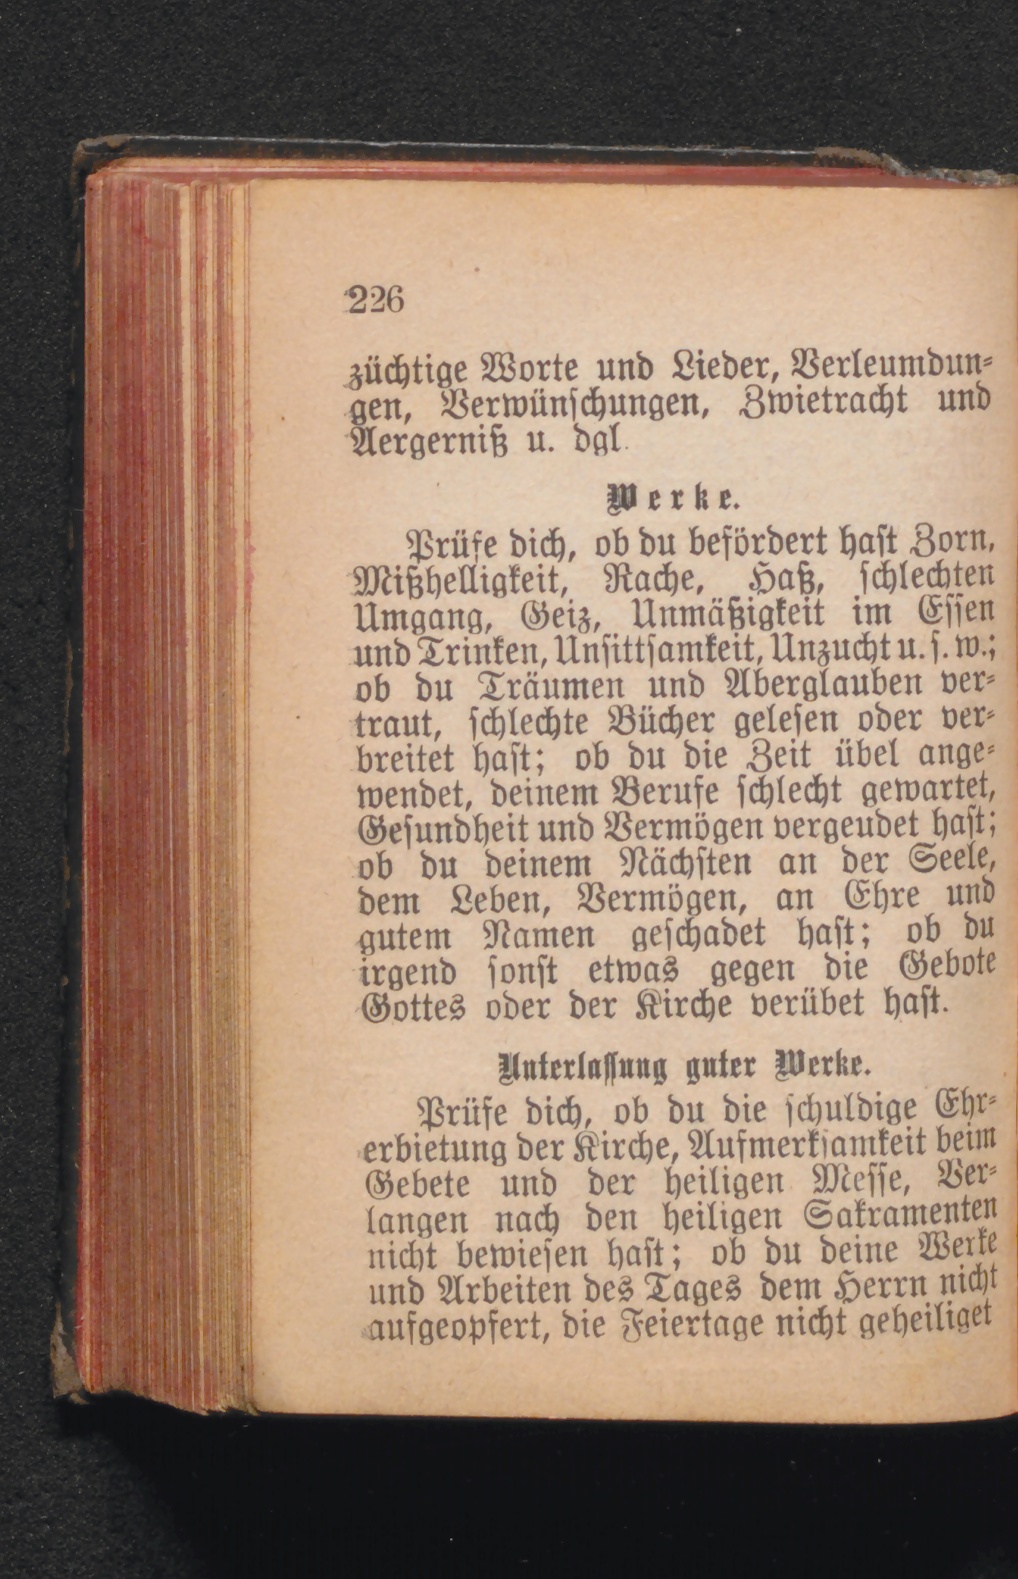 226
züchtige Worte und Lieder, Verleumdun-
gen, Verwünschungen, Zwietracht und
Aergerniß u. dgl.
Werke.
Prüfe dich, ob du befördert hast Zorn,
Mißhelligkeit, Rache, Haß, schlechten
Umgang, Geiz, Unmäßigkeit im Essen
und Trinken, Unsittsamkeit, Unzucht u. s. w.;
ob du Träumen und Aberglauben ver-
traut, schlechte Bücher gelesen oder ver-
breitet hast; ob du die Zeit übel ange-
wendet, deinem Berufe schlecht gewartet,
Gesundheit und Vermögen vergeudet hast;
ob du deinem Nächsten an der Seele,
dem Leben, Vermögen, an Ehre und
gutem Namen geschadet hast; ob du
irgend sonst etwas gegen die Gebote
Gottes oder der Kirche verübet hast.
Unterlassung guter Werke.
Prüfe dich, ob du die schuldige Ehr-
erbietung der Kirche, Aufmerksamkeit beim
Gebete und der heiligen Messe, Ver-
langen nach den heiligen Sakramenten
nicht bewiesen hast; ob du deine Werke
und Arbeiten des Tages dem Herrn nicht
aufgeopfert, die Feiertage nicht geheiliget